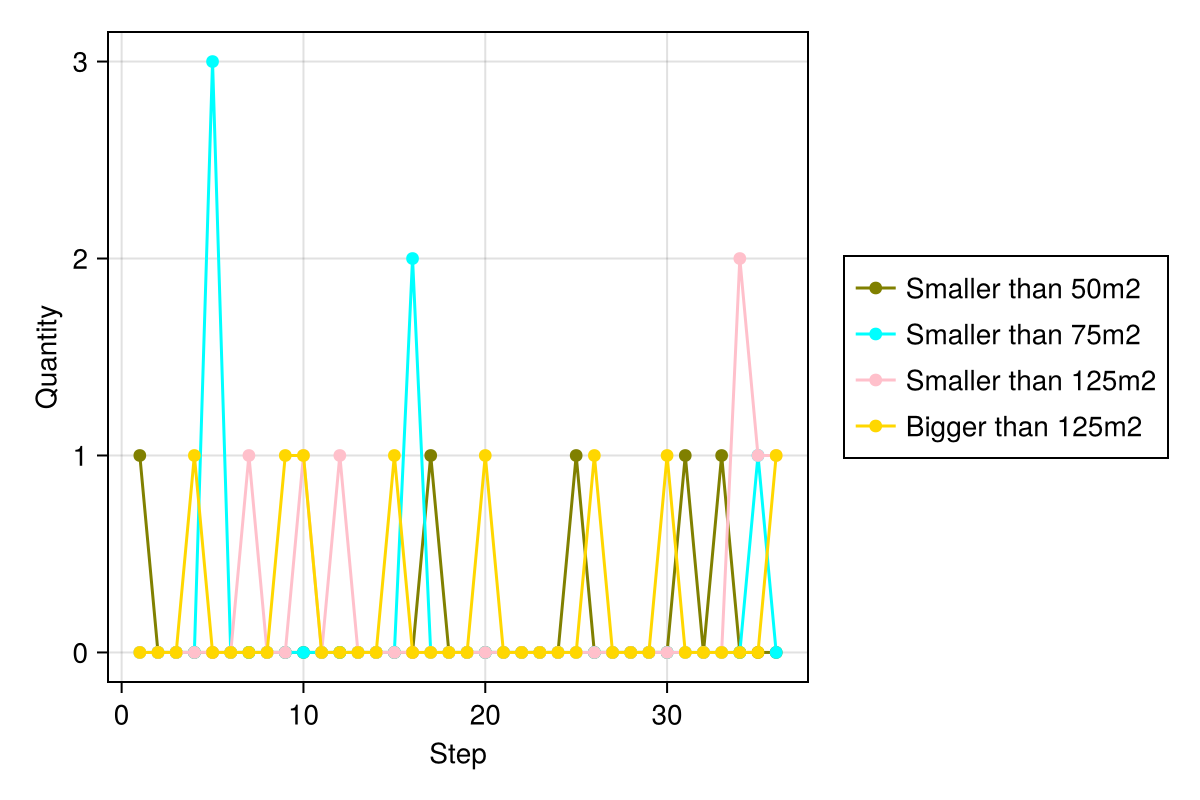 3
2
1
0
Quantity
0 10 20 30
Step
Smaller than 50m2
Smaller than 75m2
Smaller than 125m2
Bigger than 125m2